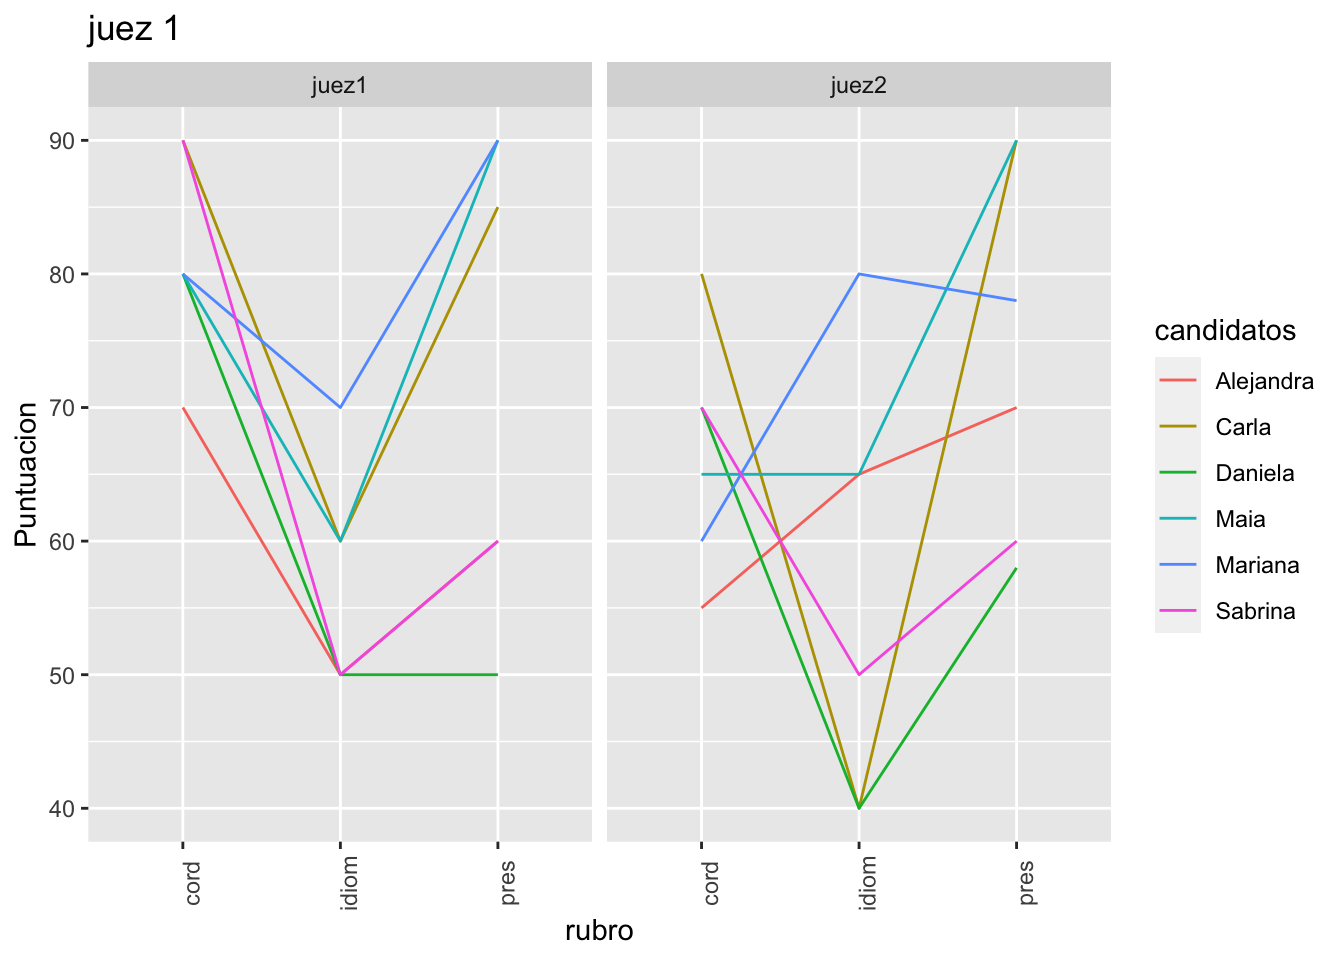 juez 1
juez1
juez2
Puntuacion
90
80
70
60
50
40
cord
idiom
pres
cord
idiom
pres
rubro
candidatos
Alejandra
Carla
Daniela
Maia
Mariana
Sabrina